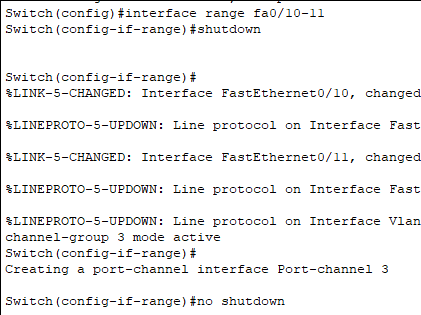 Switch(config)#interface range fa0/10-11
Switch(config-if-range)#shutdown
Switch(config-if-range)#
%LINK-5-CHANGED: Interface FastEthernet0/10, changed
%LINEPROTO-5-UPDOWN: Line protocol on Interface Fast
%LINK-5-CHANGED: Interface FastEthernet0/11, changed
%LINEPROTO-5-UPDOWN: Line protocol on Interface Fast
%LINEPROTO-5-UPDOWN: Line protocol on Interface Vlan
channel-group 3 mode active
Switch(config-if-range)#
Creating a port-channel interface Port-channel 3
Switch(config-if-range)#no shutdown